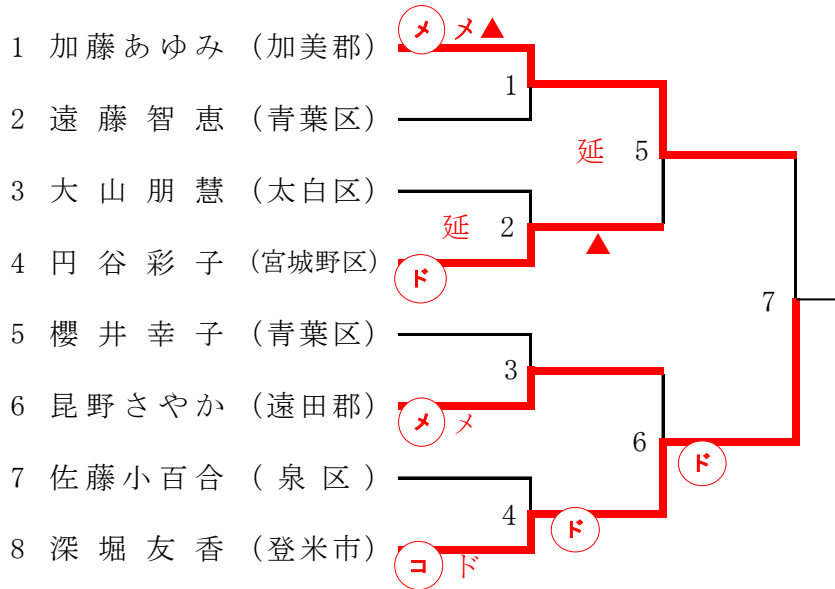 1 加藤あゆみ (加美郡) メ メ▲
1
2 遠藤智恵 (青葉区)
延 5
3 大山朋慧 (太白区)
延 2
▲
4 円谷彩子 (宮城野区) ド
7
5 櫻井幸子 (青葉区)
3
6 昆野さやか (遠田郡) メ メ
6
ド
7 佐藤小百合 (泉区)
4 ド
8 深堀友香 (登米市) コ ド